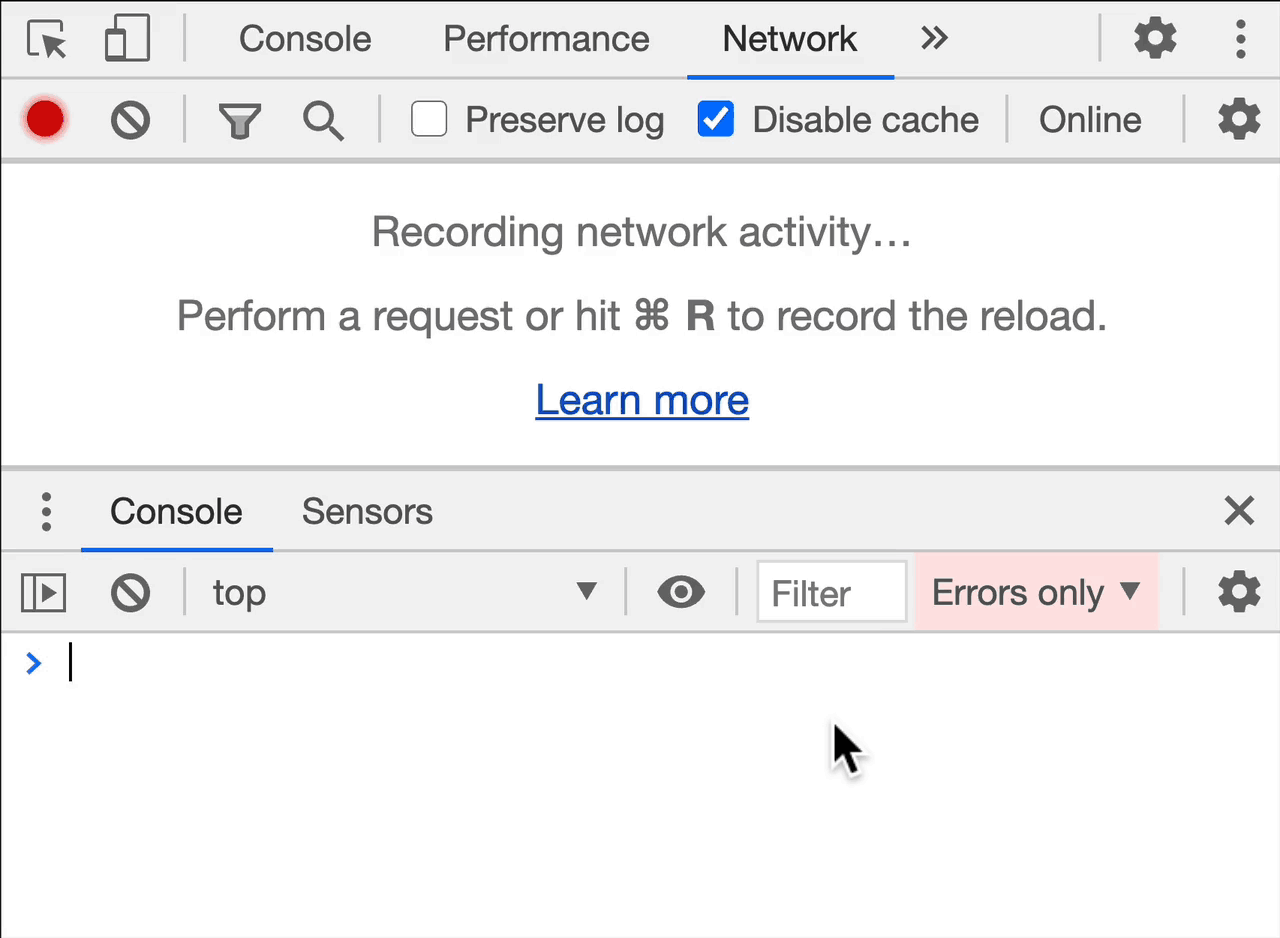 Console Performance Network
Preserve log Disable cache Online
Recording network activity…
Perform a request or hit ⌘ R to record the reload.
Learn more
Console Sensors
top Filter Errors only